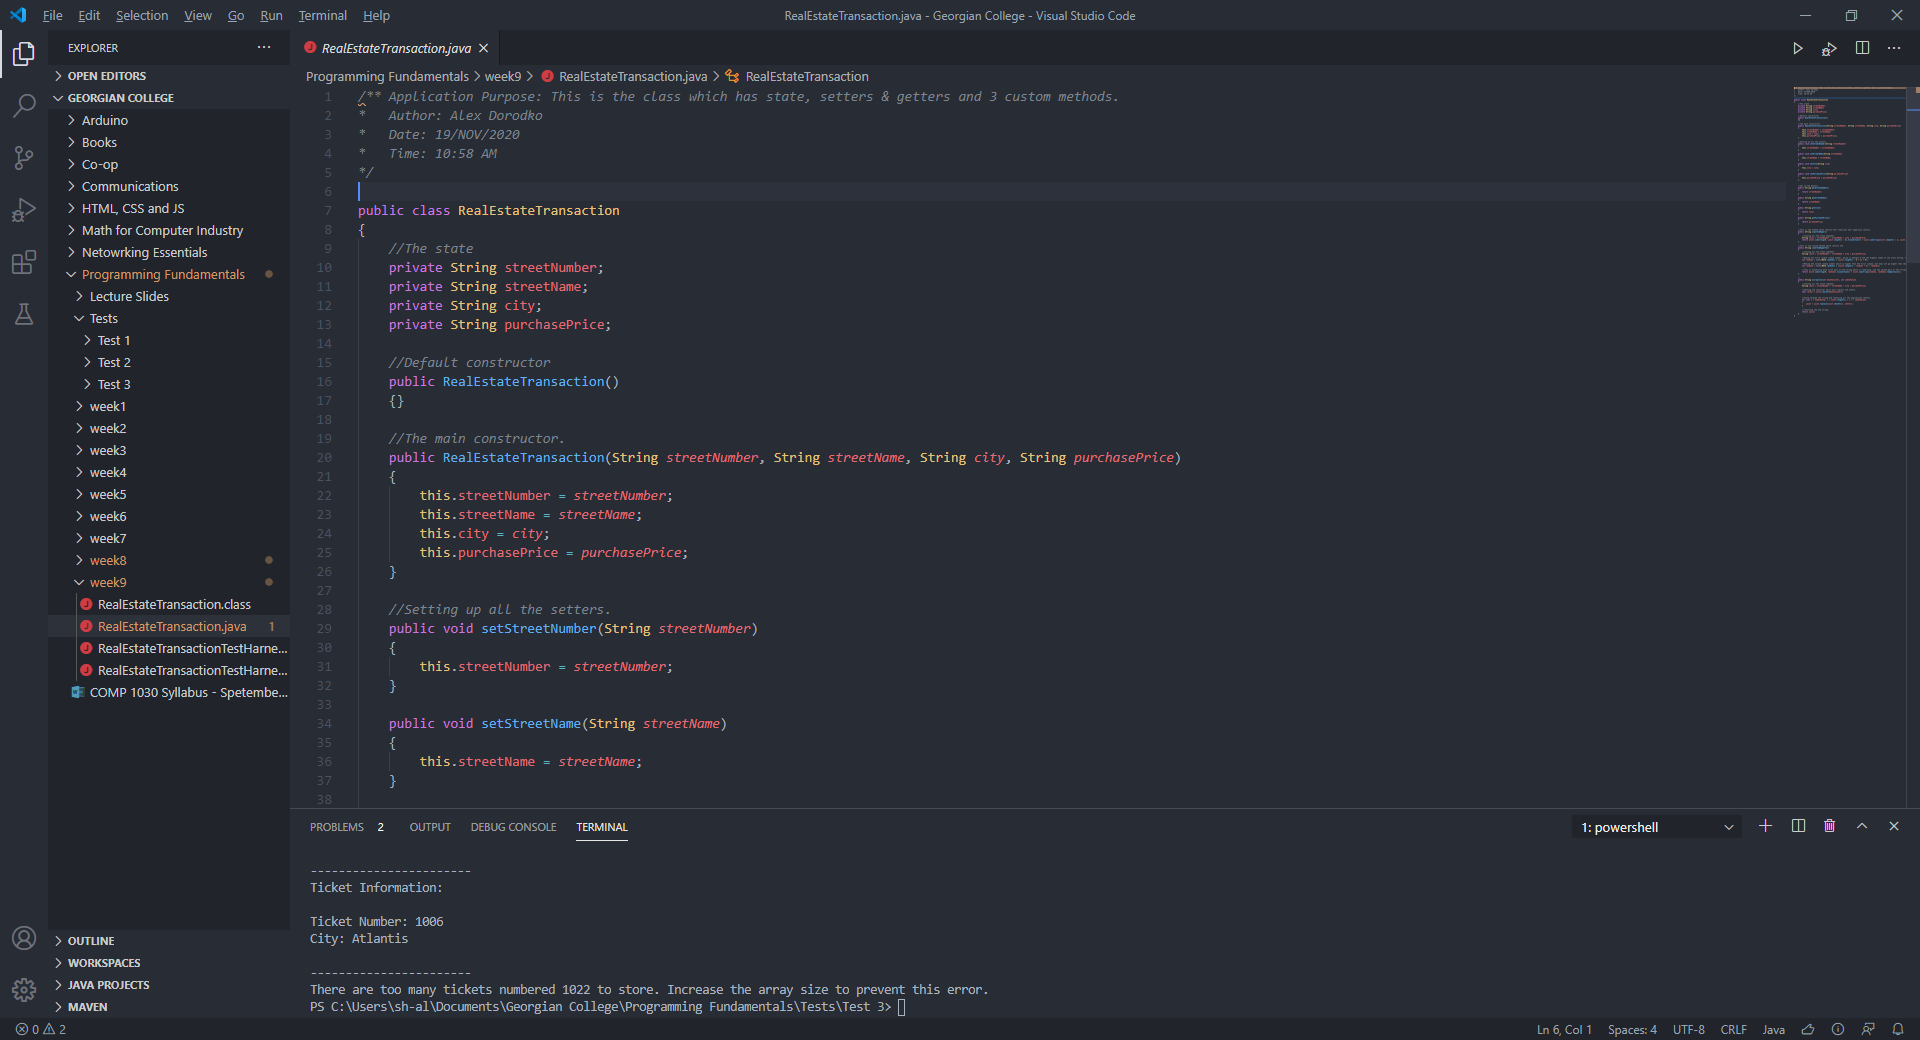 File Edit Selection View Go Run Terminal Help
RealEstateTransaction.java - Georgian College - Visual Studio Code
EXPLORER
OPEN EDITORS
GEORGIAN COLLEGE
Arduino
Books
Co-op
Communications
HTML, CSS and JS
Math for Computer Industry
Netowrking Essentials
Programming Fundamentals
Lecture Slides
Tests
Test 1
Test 2
Test 3
week1
week2
week3
week4
week5
week6
week7
week8
week9
RealEstateTransaction.class
RealEstateTransaction.java 1
RealEstateTransactionTestHarne...
RealEstateTransactionTestHarne...
COMP 1030 Syllabus - Spetembe...
OUTLINE
WORKSPACES
JAVA PROJECTS
MAVEN
RealEstateTransaction.java
Programming Fundamentals > week9 > RealEstateTransaction.java > RealEstateTransaction
1 /** Application Purpose: This is the class which has state, setters & getters and 3 custom methods.
2 *   Author: Alex Dorodko
3 *   Date: 19/NOV/2020
4 *   Time: 10:58 AM
5 */
6
7 public class RealEstateTransaction
8 {
9     //The state
10     private String streetNumber;
11     private String streetName;
12     private String city;
13     private String purchasePrice;
14
15     //Default constructor
16     public RealEstateTransaction()
17     {}
18
19     //The main constructor.
20     public RealEstateTransaction(String streetNumber, String streetName, String city, String purchasePrice)
21     {
22         this.streetNumber = streetNumber;
23         this.streetName = streetName;
24         this.city = city;
25         this.purchasePrice = purchasePrice;
26     }
27
28     //Setting up all the setters.
29     public void setStreetNumber(String streetNumber)
30     {
31         this.streetNumber = streetNumber;
32     }
33
34     public void setStreetName(String streetName)
35     {
36         this.streetName = streetName;
37     }
38
PROBLEMS 2 OUTPUT DEBUG CONSOLE TERMINAL
1: powershell
-----------------------
Ticket Information:
Ticket Number: 1006
City: Atlantis
-----------------------
There are too many tickets numbered 1022 to store. Increase the array size to prevent this error.
PS C:\Users\sh-al\Documents\Georgian College\Programming Fundamentals\Tests\Test 3>
0 2
Ln 6, Col 1 Spaces: 4 UTF-8 CRLF Java